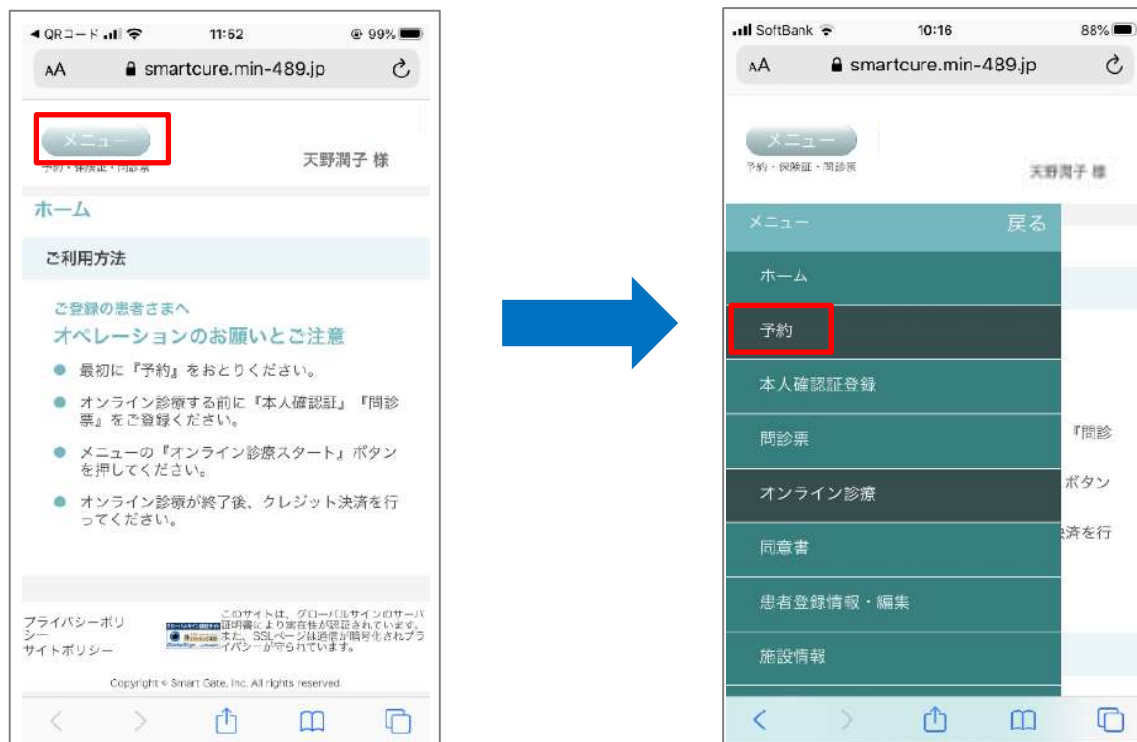 QRコード
11:52
99%
AA
smartcure.min-489.jp
メニュー
予約・保険証・問診票
天野潤子 様
ホーム
ご利用方法
ご登録の患者さまへ
オペレーションのお願いとご注意
最初に『予約』をおとりください。
オンライン診療する前に『本人確認証』『問診
票』をご登録ください。
メニューの『オンライン診療スタート』ボタン
を押してください。
オンライン診療が終了後、クレジット決済を行
ってください。
プライバシーポリ
シー
サイトポリシー
このサイトは、グローバルサインのサーバ
証明書により実在性が認証されています。
また、SSLページは通信が暗号化されプラ
イバシーが守られています。
Copyright © Smart Gate, Inc. All rights reserved.
SoftBank
10:16
88%
AA
smartcure.min-489.jp
メニュー
予約・保険証・問診票
天野潤子 様
メニュー
戻る
ホーム
予約
本人確認証登録
問診票
『問診
オンライン診療
ボタン
同意書
決済を行
患者登録情報・編集
施設情報